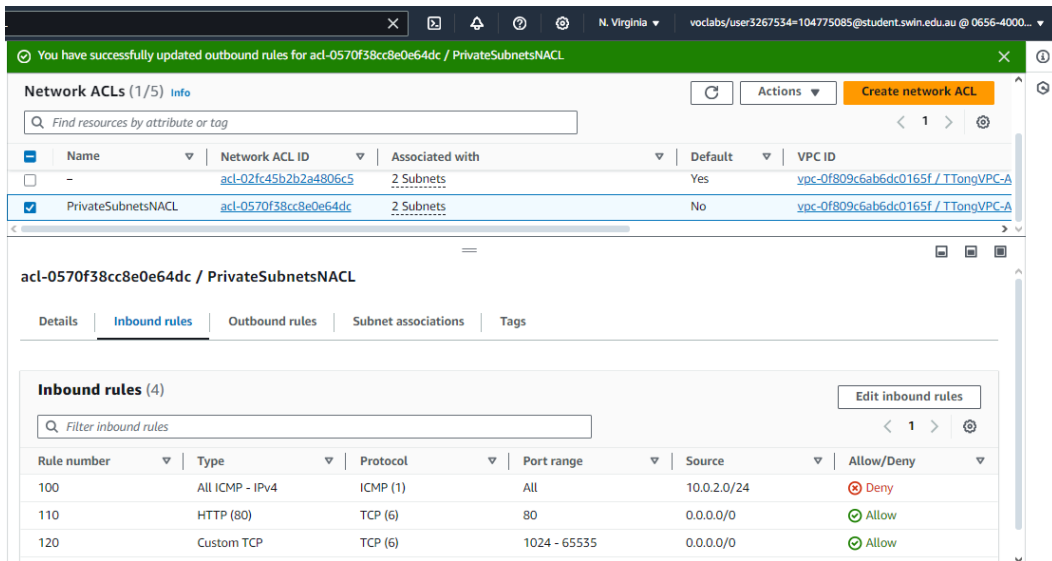 N. Virginia ▼ voclabs/user3267534=104775085@student.swin.edu.au @ 0656-4000... ▼
You have successfully updated outbound rules for acl-0570f38cc8e0e64dc / PrivateSubnetsNACL
Network ACLs (1/5) Info
Actions ▼ Create network ACL
Find resources by attribute or tag
1
Name Network ACL ID Associated with Default VPC ID
– acl-02fc45b2b2a4806c5 2 Subnets Yes vpc-0f809c6ab6dc0165f / TTongVPC-A
PrivateSubnetsNACL acl-0570f38cc8e0e64dc 2 Subnets No vpc-0f809c6ab6dc0165f / TTongVPC-A
acl-0570f38cc8e0e64dc / PrivateSubnetsNACL
Details Inbound rules Outbound rules Subnet associations Tags
Inbound rules (4)
Edit inbound rules
Filter inbound rules
1
Rule number Type Protocol Port range Source Allow/Deny
100 All ICMP - IPv4 ICMP (1) All 10.0.2.0/24 Deny
110 HTTP (80) TCP (6) 80 0.0.0.0/0 Allow
120 Custom TCP TCP (6) 1024 - 65535 0.0.0.0/0 Allow